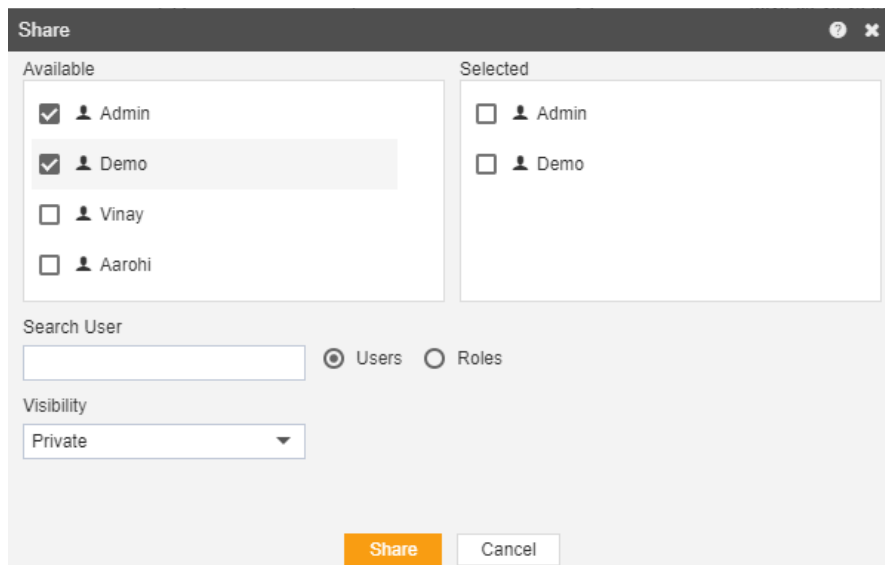 Share
Available
Admin
Demo
Vinay
Aarohi
Selected
Admin
Demo
Search User
Users
Roles
Visibility
Private
Share
Cancel